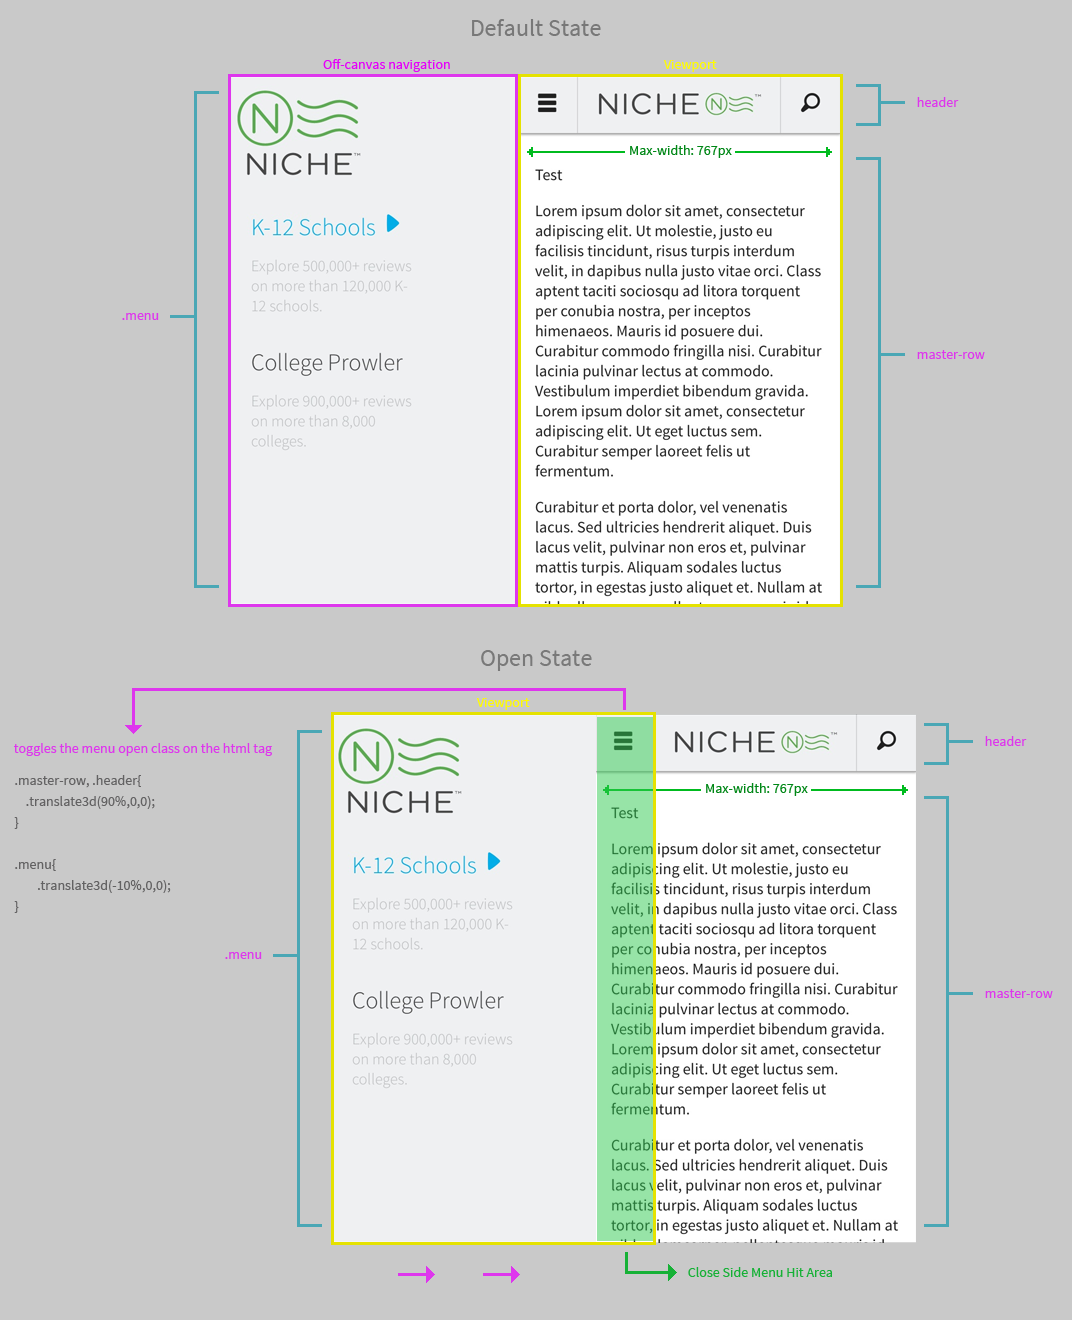 Default State
Off-canvas navigation
Viewport
N
NICHE™
NICHE N ™
header
Max-width: 767px
Test
K-12 Schools
Explore 500,000+ reviews
on more than 120,000 K-
12 schools.
.menu
College Prowler
Explore 900,000+ reviews
on more than 8,000
colleges.
Lorem ipsum dolor sit amet, consectetur
adipiscing elit. Ut molestie, justo eu
facilisis tincidunt, risus turpis interdum
velit, in dapibus nulla justo vitae orci. Class
aptent taciti sociosqu ad litora torquent
per conubia nostra, per inceptos
himenaeos. Mauris id posuere dui.
Curabitur commodo fringilla nisi. Curabitur
lacinia pulvinar lectus at commodo.
Vestibulum imperdiet bibendum gravida.
Lorem ipsum dolor sit amet, consectetur
adipiscing elit. Ut eget luctus sem.
Curabitur semper laoreet felis ut
fermentum.
master-row
Curabitur et porta dolor, vel venenatis
lacus. Sed ultricies hendrerit aliquet. Duis
lacus velit, pulvinar non eros et, pulvinar
mattis turpis. Aliquam sodales luctus
tortor, in egestas justo aliquet et. Nullam at
Open State
Viewport
toggles the menu open class on the html tag
.master-row, .header{
.translate3d(90%,0,0);
}
.menu{
.translate3d(-10%,0,0);
}
N
NICHE™
NICHE N ™
header
Max-width: 767px
Test
K-12 Schools
Explore 500,000+ reviews
on more than 120,000 K-
12 schools.
.menu
College Prowler
Explore 900,000+ reviews
on more than 8,000
colleges.
Lorem ipsum dolor sit amet, consectetur
adipiscing elit. Ut molestie, justo eu
facilisis tincidunt, risus turpis interdum
velit, in dapibus nulla justo vitae orci. Class
aptent taciti sociosqu ad litora torquent
per conubia nostra, per inceptos
himenaeos. Mauris id posuere dui.
Curabitur commodo fringilla nisi. Curabitur
lacinia pulvinar lectus at commodo.
Vestibulum imperdiet bibendum gravida.
Lorem ipsum dolor sit amet, consectetur
adipiscing elit. Ut eget luctus sem.
Curabitur semper laoreet felis ut
fermentum.
master-row
Curabitur et porta dolor, vel venenatis
lacus. Sed ultricies hendrerit aliquet. Duis
lacus velit, pulvinar non eros et, pulvinar
mattis turpis. Aliquam sodales luctus
tortor, in egestas justo aliquet et. Nullam at
Close Side Menu Hit Area